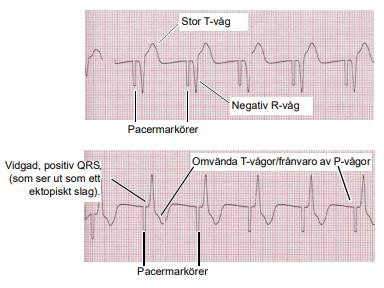 Stor T-våg
Negativ R-våg
Pacermarkörer
Vidgad, positiv QRS,
(som ser ut som ett
ektopiskt slag).
Omvända T-vågor/frånvaro av P-vågor
Pacermarkörer